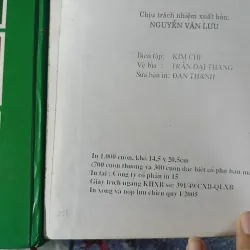 Chịu trách nhiệm xuất bản:
NGUYỄN VĂN LƯU
Biên tập: KIM CHI
Vẽ bìa: TRẦN ĐẠI THẮNG
Sửa bản in: ĐAN THANH
In 1.000 cuốn, khổ 14,5 x 20,5cm
(700 cuốn thường và 300 cuốn đặc biệt có phụ bản mà
In tại: Công ty cổ phần in 15
Giấy trích ngang KHXB số: 391/49/CXB-QLXB
In xong và nộp lưu chiểu quý I/2005